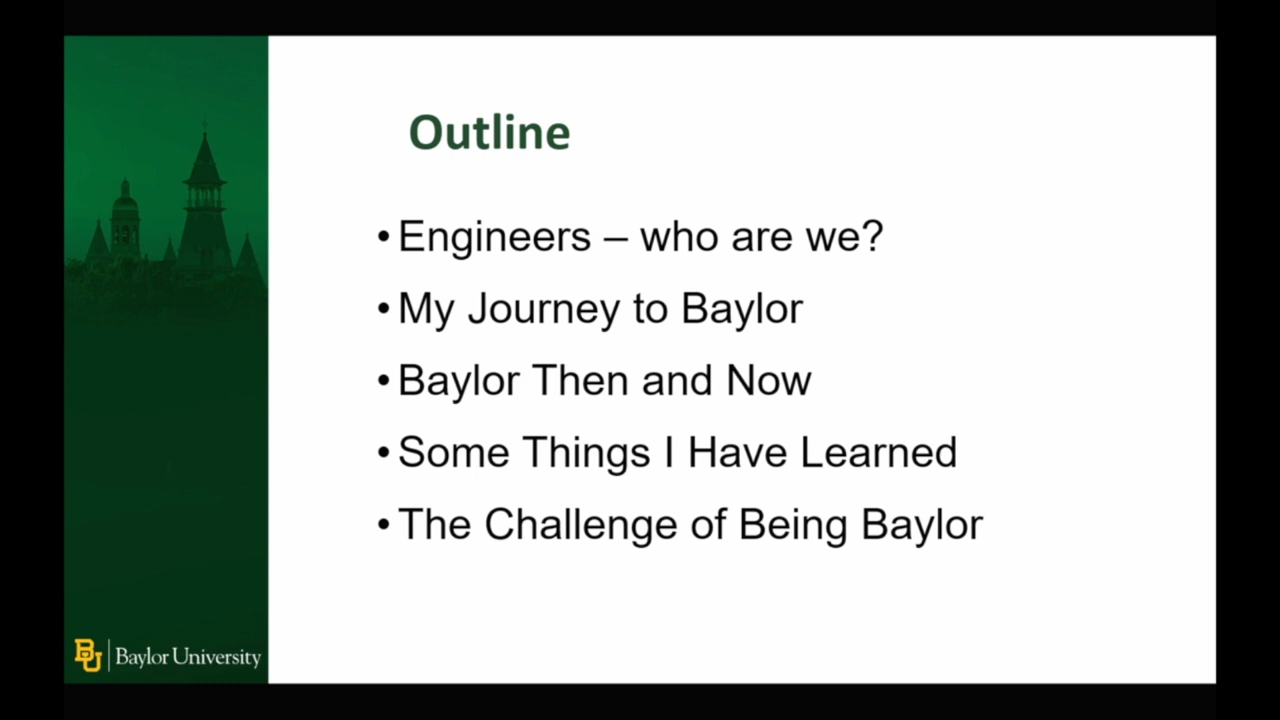 Outline
• Engineers – who are we?
• My Journey to Baylor
• Baylor Then and Now
• Some Things I Have Learned
• The Challenge of Being Baylor
BU | Baylor University